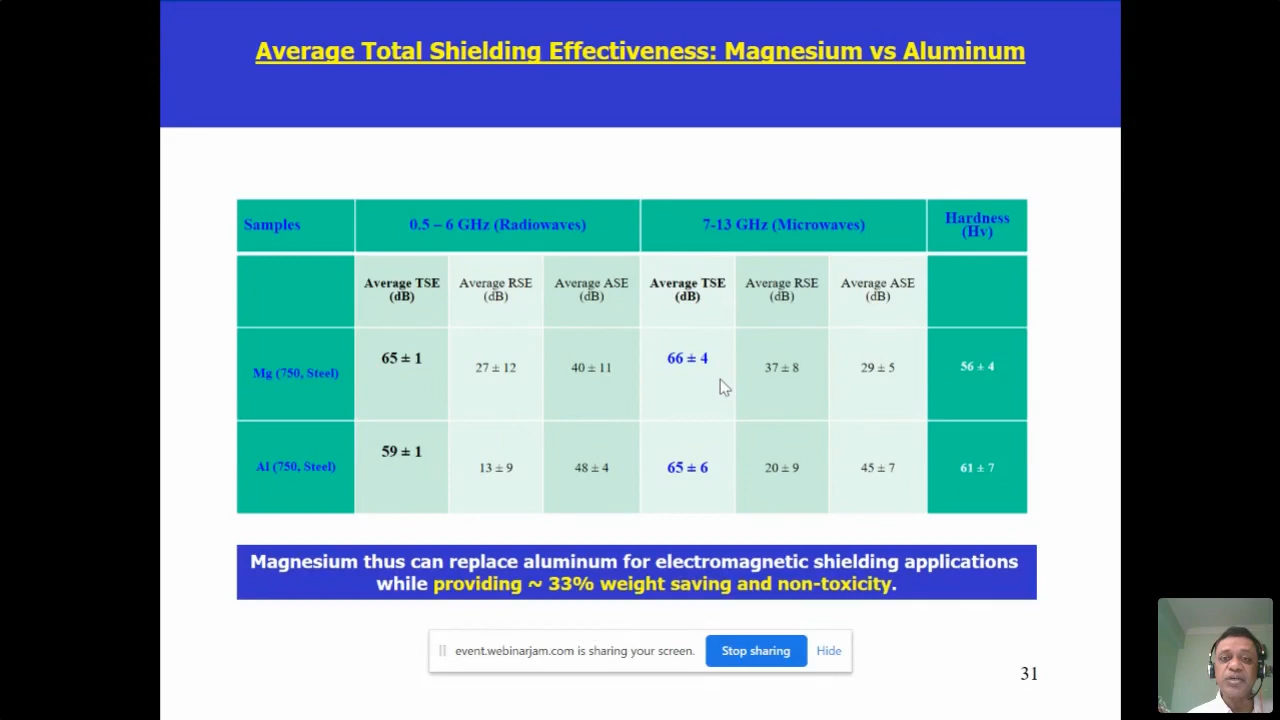 Average Total Shielding Effectiveness: Magnesium vs Aluminum
Samples
0.5 – 6 GHz (Radiowaves)
7-13 GHz (Microwaves)
Hardness
(Hv)
Average TSE
(dB)
Average RSE
(dB)
Average ASE
(dB)
Average TSE
(dB)
Average RSE
(dB)
Average ASE
(dB)
Mg (750, Steel)
65 ± 1
27 ± 12
40 ± 11
66 ± 4
37 ± 8
29 ± 5
56 ± 4
Al (750, Steel)
59 ± 1
13 ± 9
48 ± 4
65 ± 6
20 ± 9
45 ± 7
61 ± 7
Magnesium thus can replace aluminum for electromagnetic shielding applications
while providing ~ 33% weight saving and non-toxicity.
event.webinarjam.com is sharing your screen.
Stop sharing
Hide
31